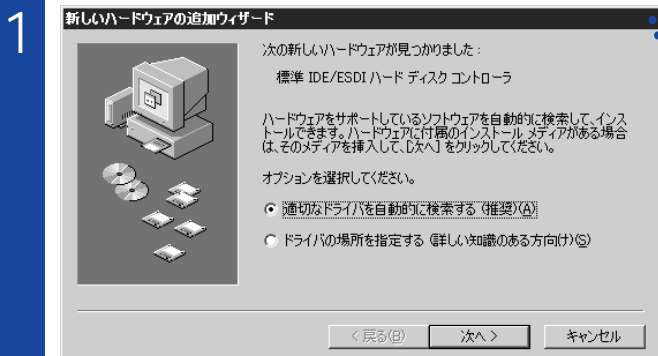 1
新しいハードウェアの追加ウィザード
次の新しいハードウェアが見つかりました :
標準 IDE/ESDI ハード ディスク コントローラ
ハードウェアをサポートしているソフトウェアを自動的に検索して、インス
トールできます。ハードウェアに付属のインストール メディアがある場合
は、そのメディアを挿入して、[次へ] をクリックしてください。
オプションを選択してください。
適切なドライバを自動的に検索する (推奨)(A)
ドライバの場所を指定する (詳しい知識のある方向け)(S)
< 戻る(B)
次へ >
キャンセル